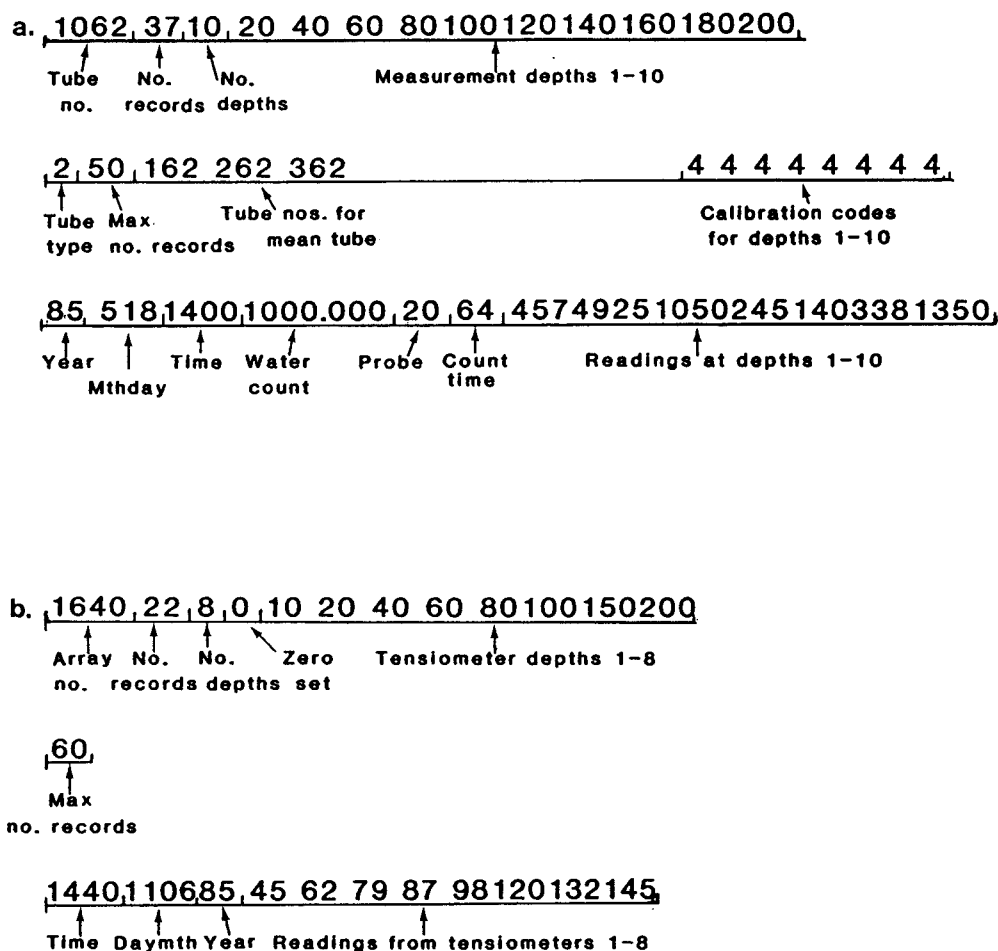 a. 1062 37 10 20 40 60 80100120140160180200
Tube No. No. Measurement depths 1-10
no. records depths
2 50 162 262 362 4 4 4 4 4 4 4 4
Tube Max. Tube nos. for Calibration codes
type no. records mean tube for depths 1-10
85 518 1400 1000.000 20 64 4574925105024514033811350
Year Mthday Time Water count Probe Count time Readings at depths 1-10
b. 1640 22 8 0 10 20 40 60 80100150200
Array No. No. Zero Tensiometer depths 1-8
no. records depths set
60
Max
no. records
1440 1106 85 45 62 79 87 98120132145
Time Daymth Year Readings from tensiometers 1-8